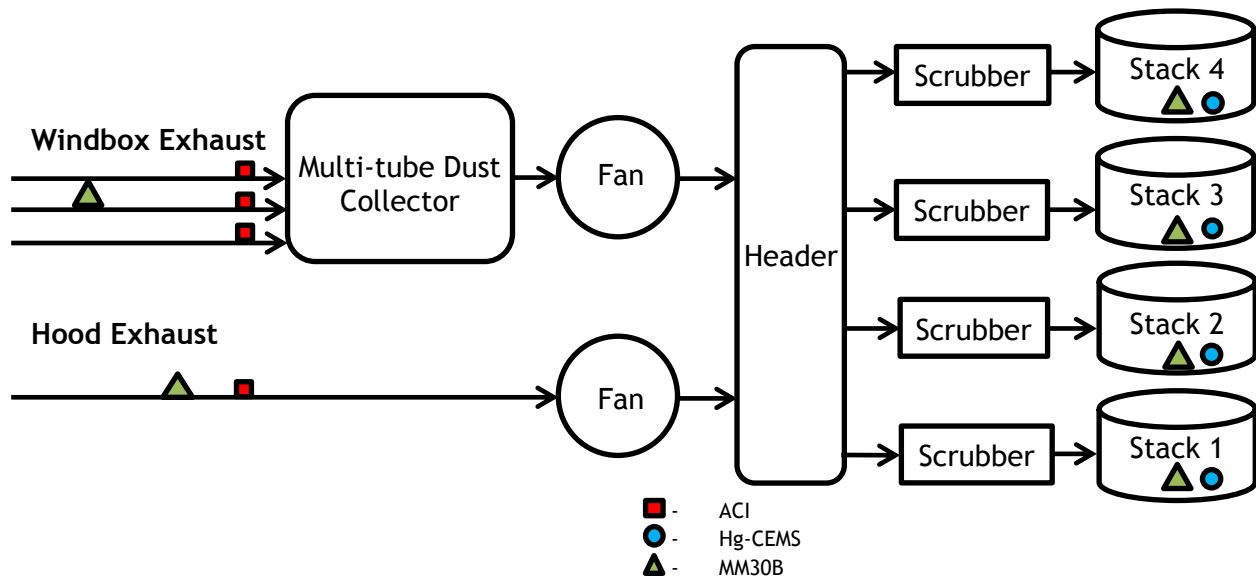 Windbox Exhaust
Multi-tube Dust
Collector
Fan
Header
Scrubber
Stack 4
Scrubber
Stack 3
Scrubber
Stack 2
Scrubber
Stack 1
Hood Exhaust
Fan
- ACI
- Hg-CEMS
- MM30B